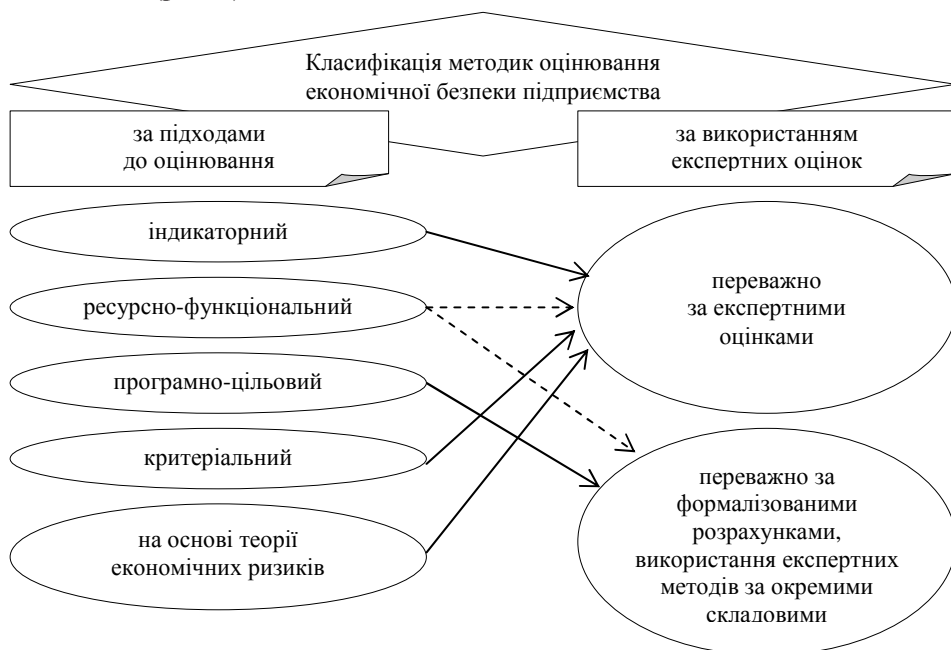 Класифікація методик оцінювання
економічної безпеки підприємства
за підходами
до оцінювання
за використанням
експертних оцінок
індикаторний
ресурсно-функціональний
програмно-цільовий
критеріальний
на основі теорії
економічних ризиків
переважно
за експертними
оцінками
переважно за
формалізованими
розрахунками,
використання експертних
методів за окремими
складовими